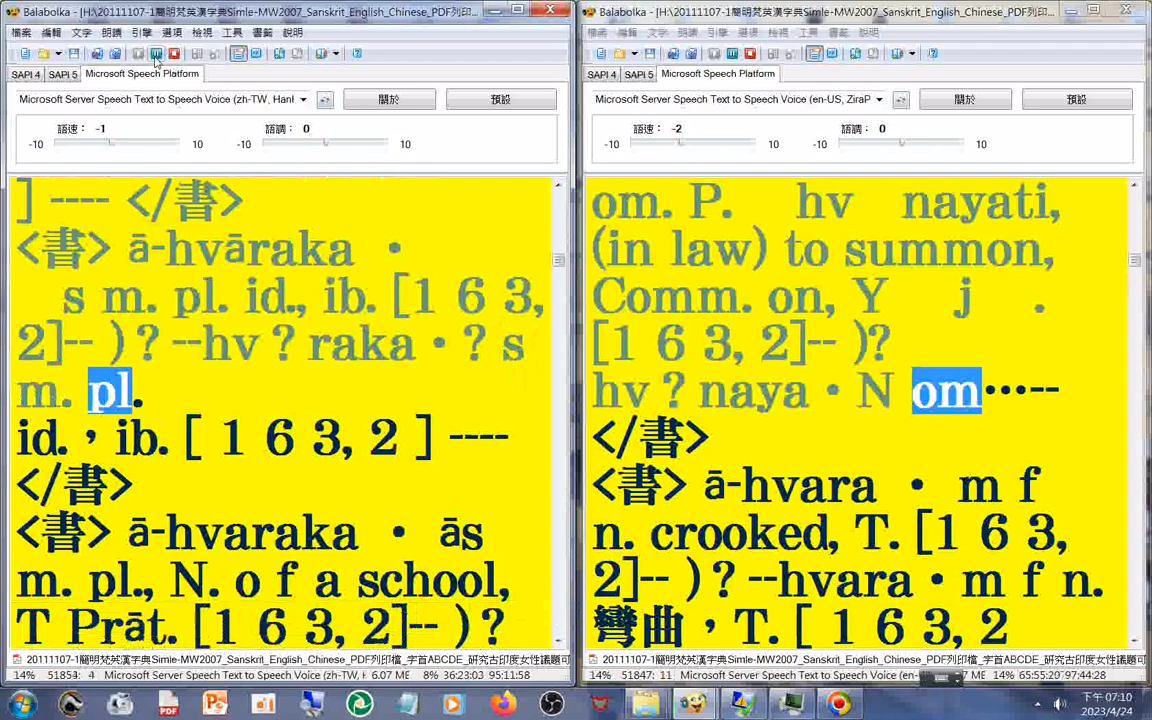 Balabolka - [H:\20111107-1簡明梵英漢字典Simle-MW2007_Sanskrit_English_Chinese_PDF列印...
檔案 編輯 文字 朗讀 引擎 選項 檢視 工具 書籤 說明
SAPI 4 SAPI 5 Microsoft Speech Platform
Microsoft Server Speech Text to Speech Voice (zh-TW, Hanl
關於 預設
語速： -1 語調： 0
-10 10 -10 10
] ---- </書>
<書> ā-hvāraka •
s m. pl. id., ib. [1 6 3,
2]-- ) ? --hv ? raka • ? s
m. pl.
id.，ib. [ 1 6 3, 2 ] ----
</書>
<書> ā-hvaraka • ās
m. pl., N. o f a school,
T Prāt. [1 6 3, 2]-- ) ?
20111107-1簡明梵英漢字典Simle-MW2007_Sanskrit_English_Chinese_PDF列印檔_字首ABCDE_研究古印度女性議題可
14% 51854: 4 Microsoft Server Speech Text to Speech Voice (zh-TW, H 6.07 MB 8% 36:23:03 95:11:58
Balabolka - [H:\20111107-1簡明梵英漢字典Simle-MW2007_Sanskrit_English_Chinese_PDF列印...
檔案 編輯 文字 朗讀 引擎 選項 檢視 工具 書籤 說明
SAPI 4 SAPI 5 Microsoft Speech Platform
Microsoft Server Speech Text to Speech Voice (en-US, ZiraP
關於 預設
語速： -2 語調： 0
-10 10 -10 10
om. P. hv nayati,
(in law) to summon,
Comm. on, Y j .
[1 6 3, 2]-- )?
hv ? naya • N om…--
</書>
<書> ā-hvara • m f
n. crooked, T. [1 6 3,
2]-- ) ? --hvara • m f n.
彎曲，T. [ 1 6 3, 2
20111107-1簡明梵英漢字典Simle-MW2007_Sanskrit_English_Chinese_PDF列印檔_字首ABCDE_研究古印度女性議題可
14% 51847: 11 Microsoft Server Speech Text to Speech Voice 7 ME 14% 65:55:20 97:44:28
下午 07:10
2023/4/24